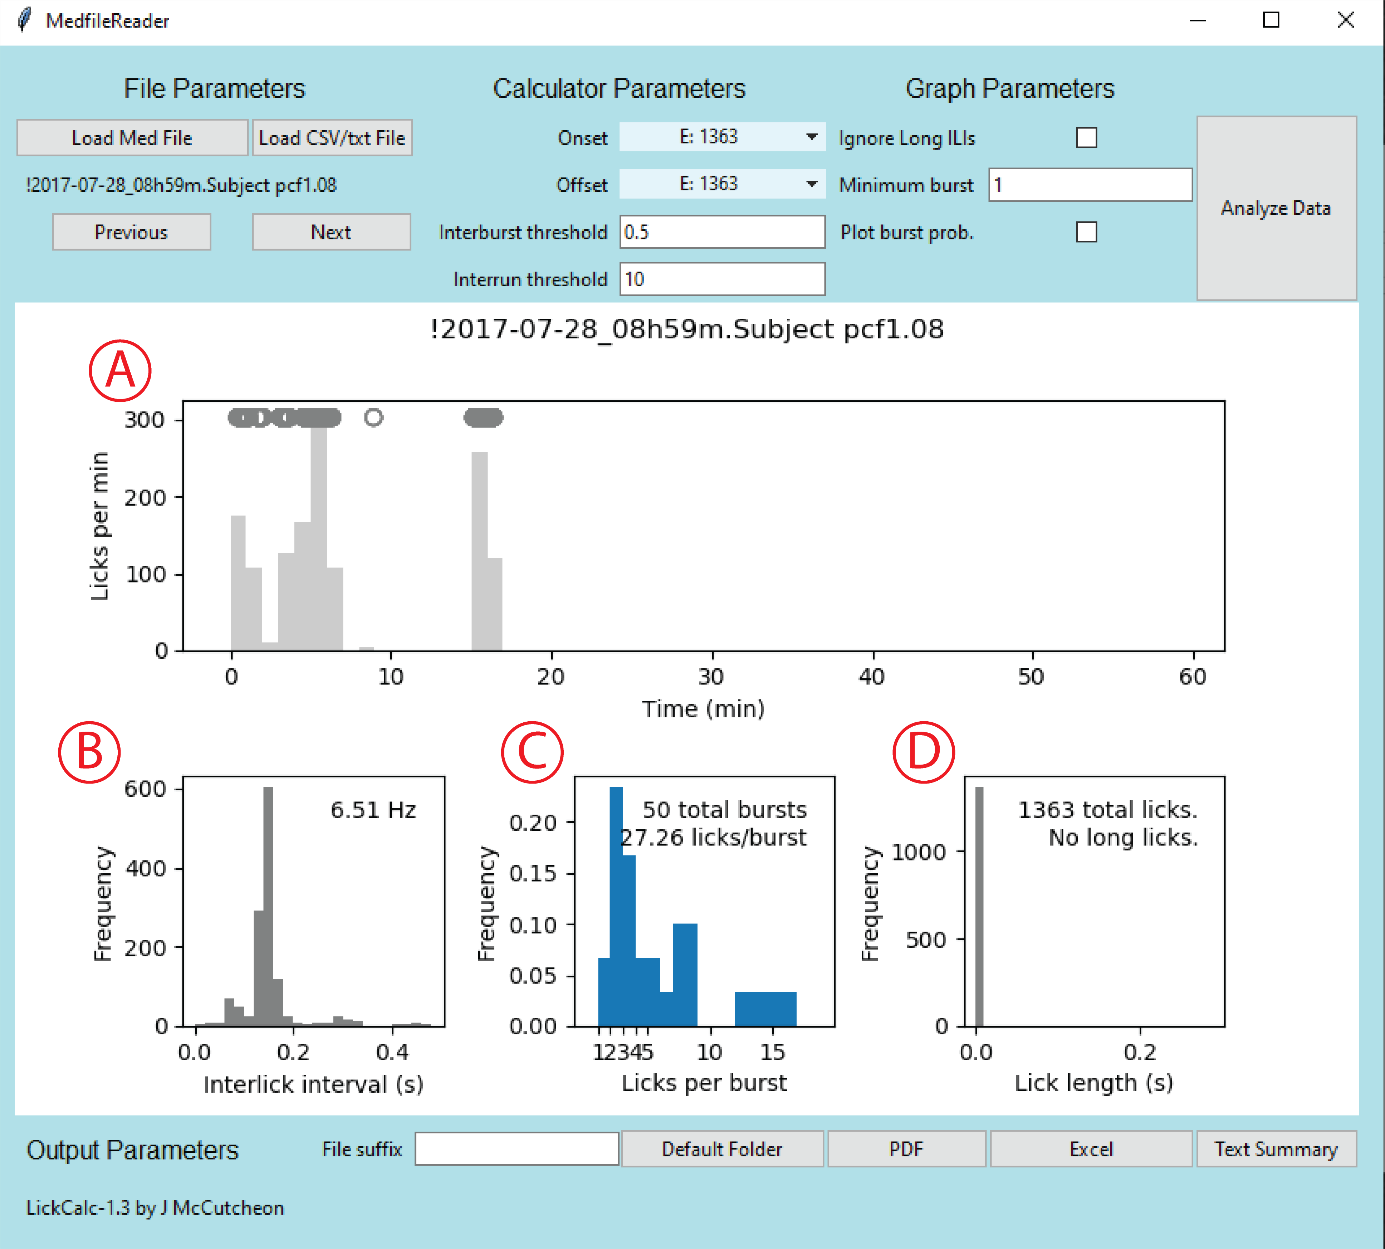 MedfileReader
File Parameters
Calculator Parameters
Graph Parameters
Load Med File
Load CSV/txt File
Onset
E: 1363
Ignore Long ILIs
!2017-07-28_08h59m.Subject pcf1.08
Offset
E: 1363
Minimum burst
1
Analyze Data
Previous
Next
Interburst threshold
0.5
Plot burst prob.
Interrun threshold
10
!2017-07-28_08h59m.Subject pcf1.08
A
Licks per min
300
200
100
0
0 10 20 30 40 50 60
Time (min)
B
Frequency
600
400
200
0
6.51 Hz
0.0 0.2 0.4
Interlick interval (s)
C
Frequency
0.20
0.15
0.10
0.05
0.00
50 total bursts
27.26 licks/burst
12345 10 15
Licks per burst
D
Frequency
1000
500
0
1363 total licks.
No long licks.
0.0 0.2
Lick length (s)
Output Parameters
File suffix
Default Folder
PDF
Excel
Text Summary
LickCalc-1.3 by J McCutcheon